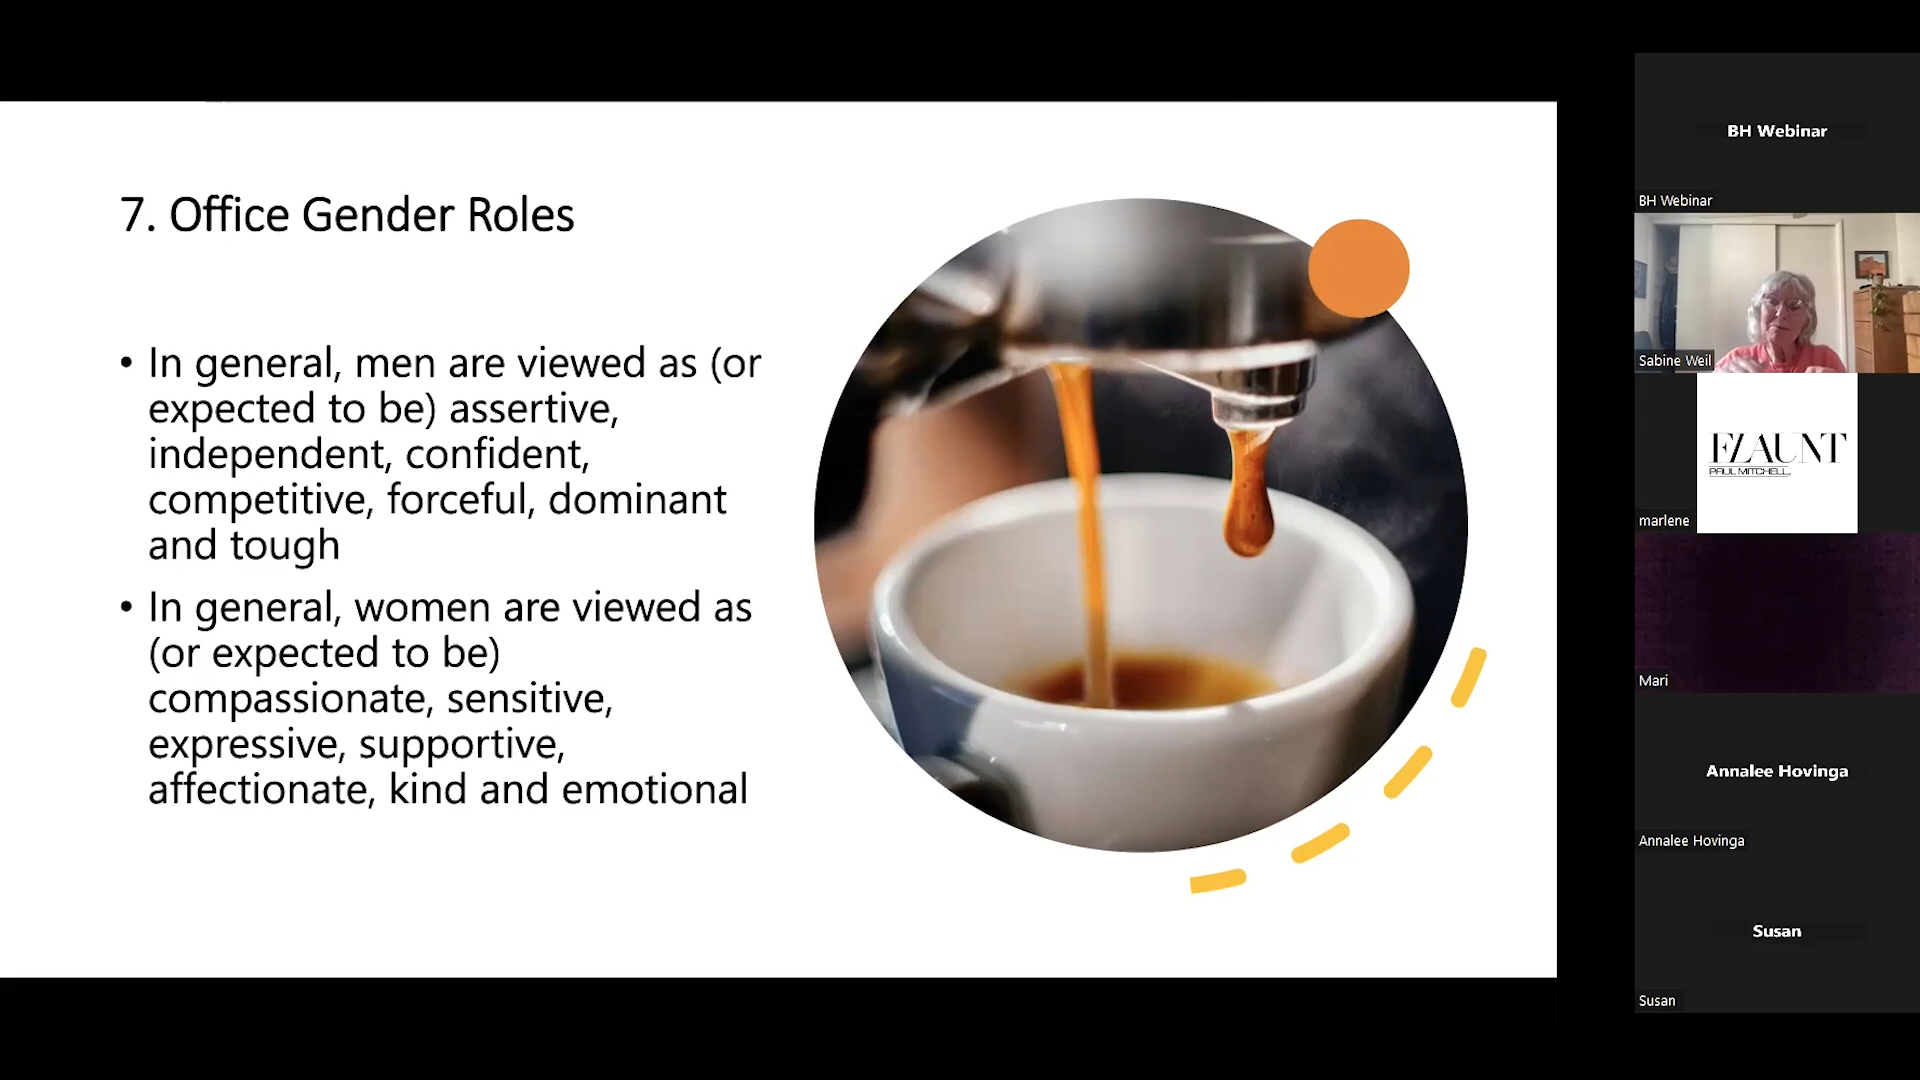 7. Office Gender Roles
• In general, men are viewed as (or
expected to be) assertive,
independent, confident,
competitive, forceful, dominant
and tough
• In general, women are viewed as
(or expected to be)
compassionate, sensitive,
expressive, supportive,
affectionate, kind and emotional
BH Webinar
BH Webinar
Sabine Weil
FLAUNT
PAUL MITCHELL
marlene
Mari
Annalee Hovinga
Annalee Hovinga
Susan
Susan